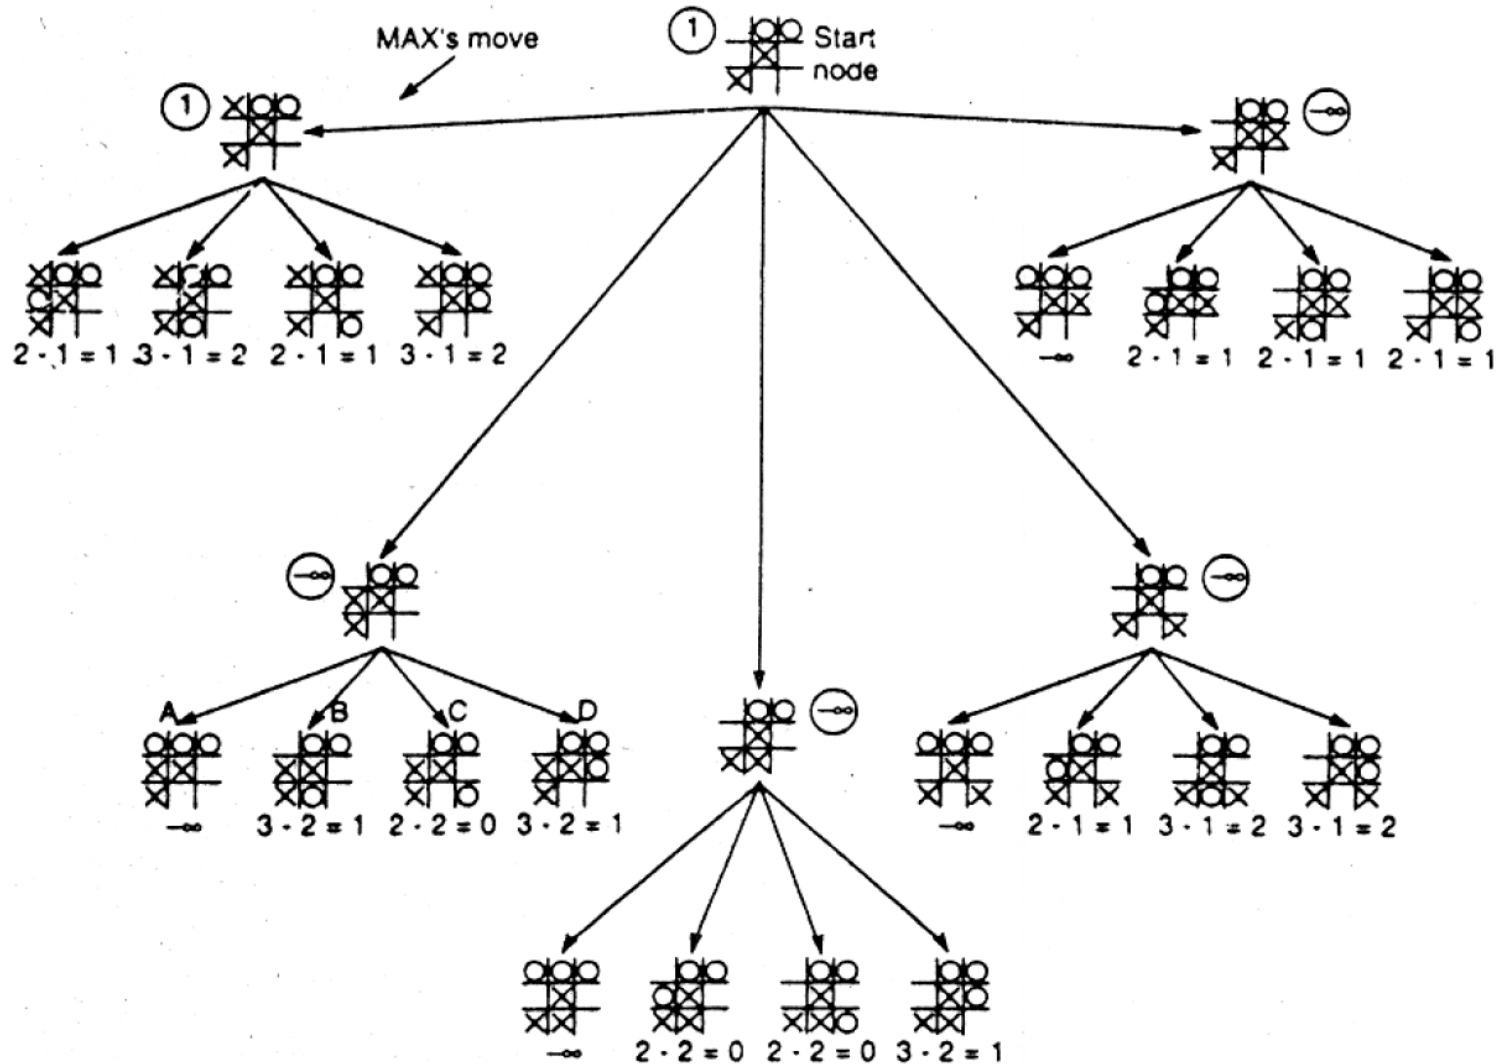 MAX's move
1
Start
node
1
−∞
2 · 1 = 1
3 · 1 = 2
2 · 1 = 1
3 · 1 = 2
−∞
2 · 1 = 1
2 · 1 = 1
2 · 1 = 1
−∞
−∞
−∞
A
B
C
D
−∞
3 · 2 = 1
2 · 2 = 0
3 · 2 = 1
−∞
2 · 1 = 1
3 · 1 = 2
3 · 1 = 2
−∞
2 · 2 = 0
2 · 2 = 0
3 · 2 = 1